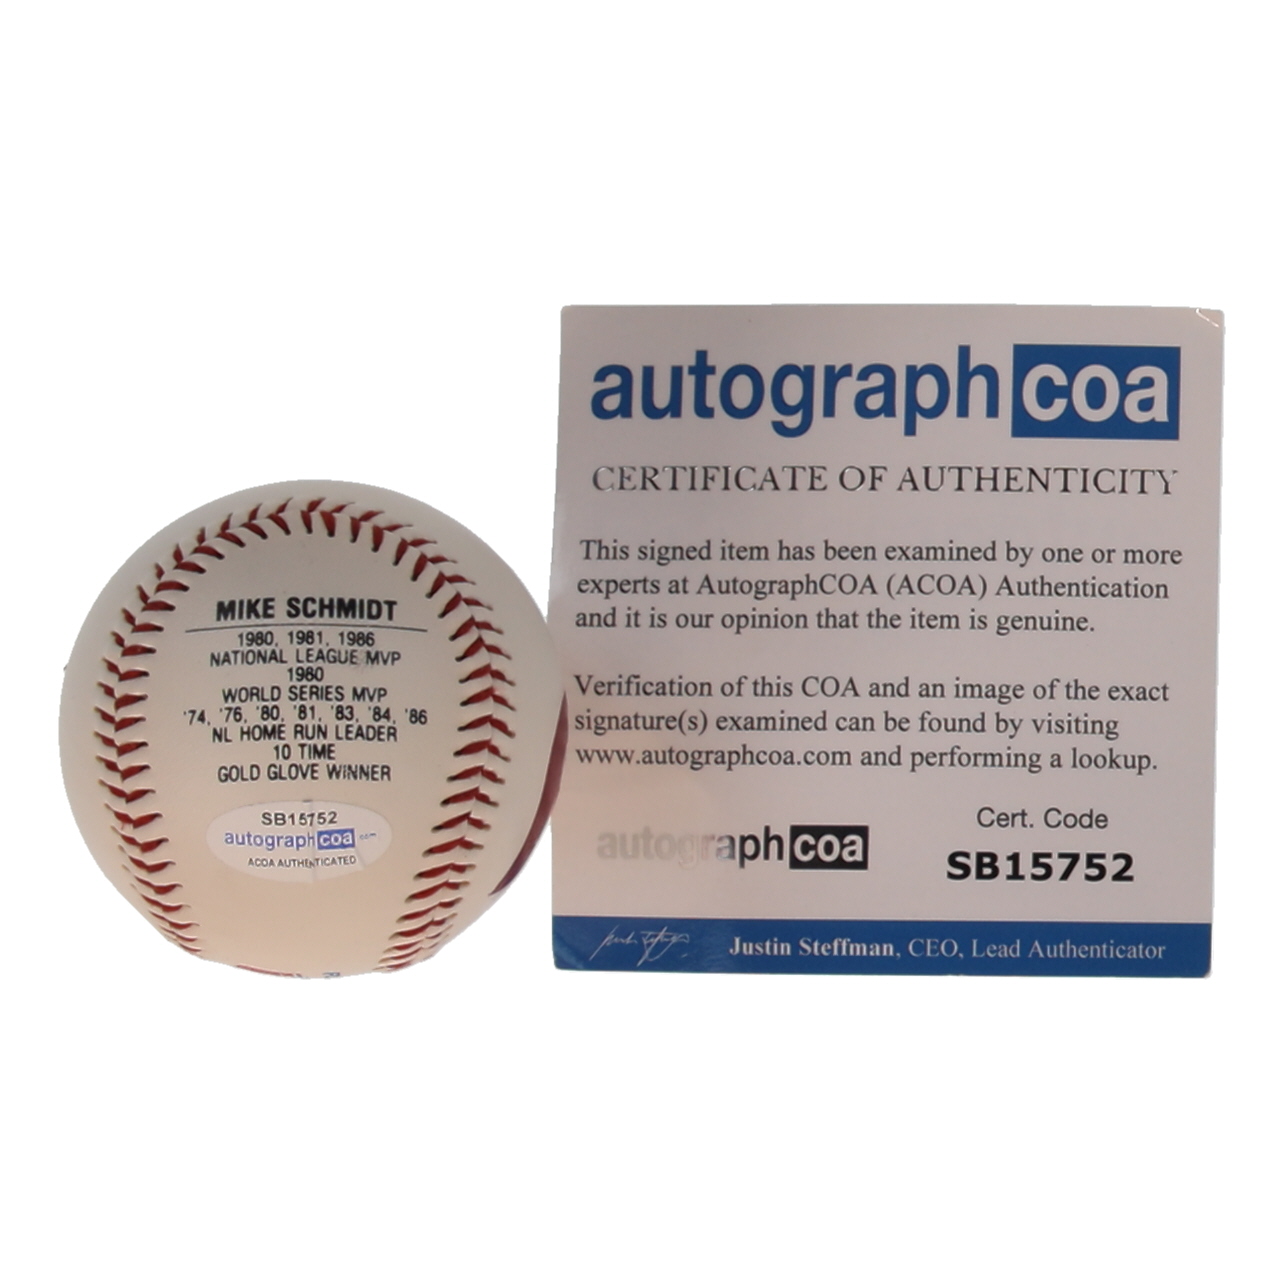 MIKE SCHMIDT
1980, 1981, 1986
NATIONAL LEAGUE MVP
1980
WORLD SERIES MVP
'74, '76, '80, '81, '83, '84, '86
NL HOME RUN LEADER
10 TIME
GOLD GLOVE WINNER
SB15752
autographcoa.com
ACOA AUTHENTICATED
autograph coa
CERTIFICATE OF AUTHENTICITY
This signed item has been examined by one or more
experts at AutographCOA (ACOA) Authentication
and it is our opinion that the item is genuine.
Verification of this COA and an image of the exact
signature(s) examined can be found by visiting
www.autographcoa.com and performing a lookup.
autographcoa
Cert. Code
SB15752
Justin Steffman, CEO, Lead Authenticator